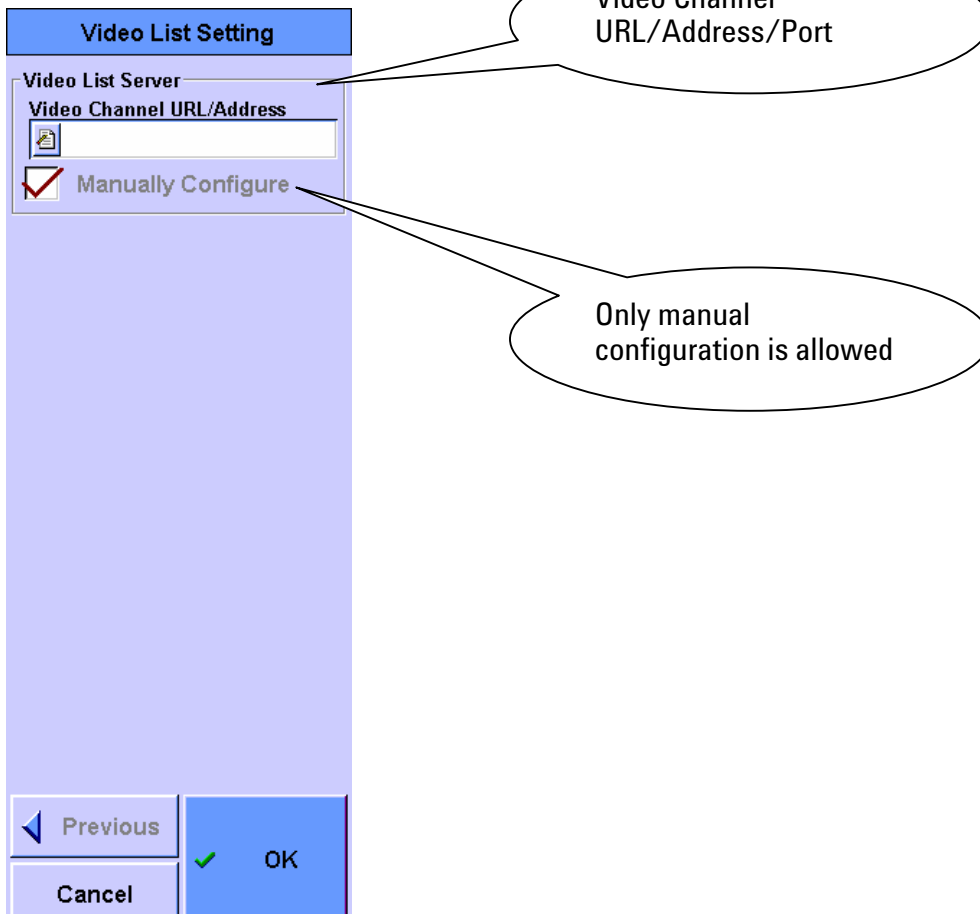 Video Channel
URL/Address/Port
Video List Setting
Video List Server
Video Channel URL/Address
Manually Configure
Only manual
configuration is allowed
Previous
OK
Cancel